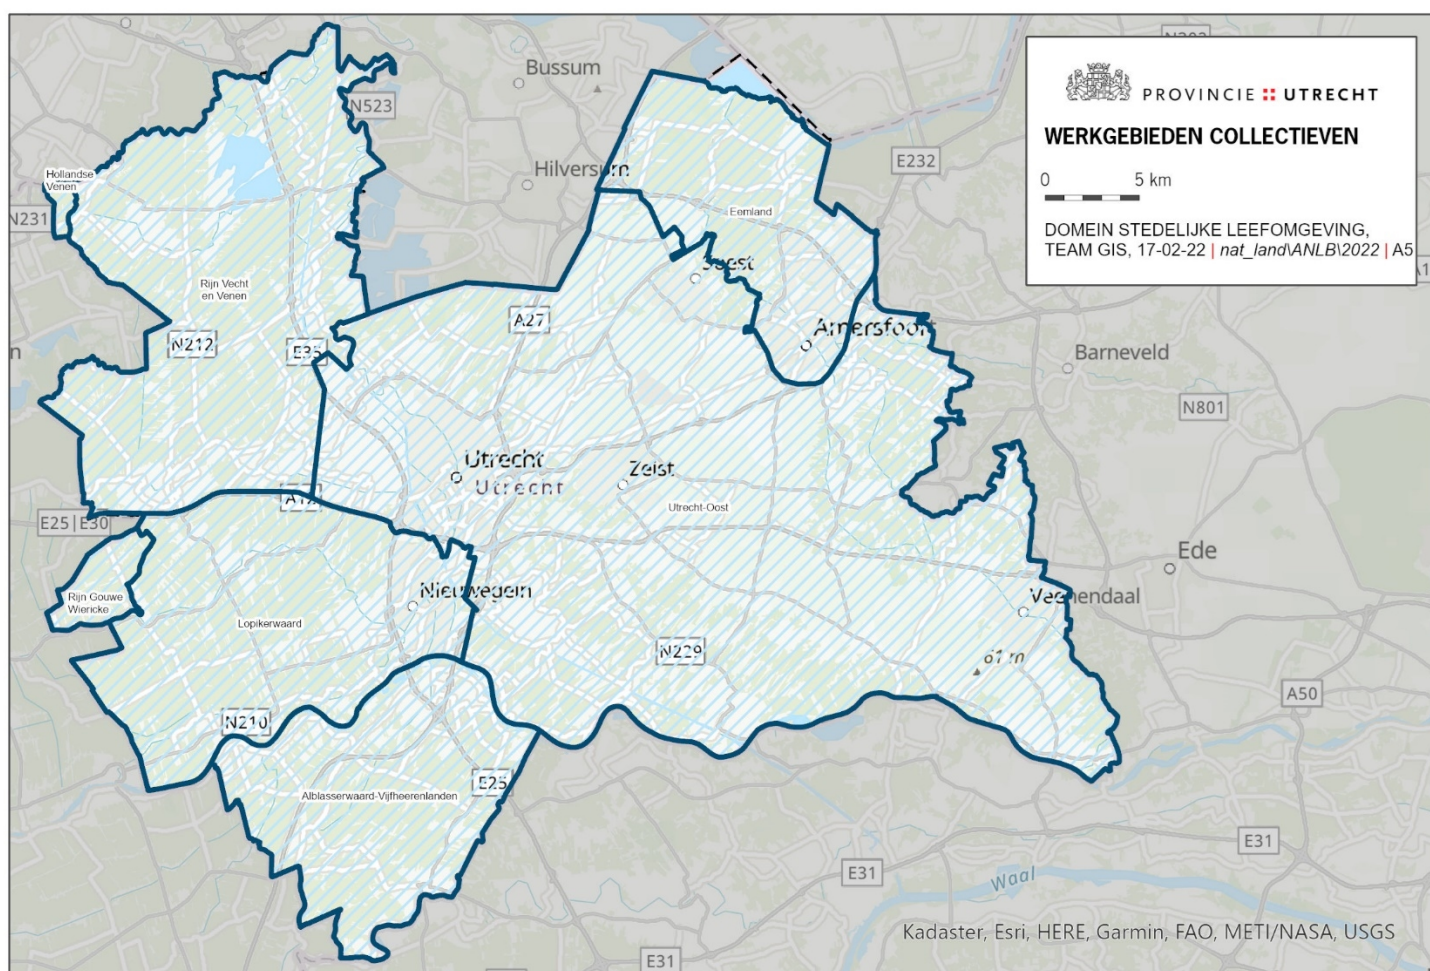 PROVINCIE UTRECHT
WERKGEBIEDEN COLLECTIEVEN
0 5 km
DOMEIN STEDELIJKE LEEFOMGEVING,
TEAM GIS, 17-02-22 | nat_land\ANLB\2022 | A5
Bussum
N523
Hilversum
E232
Hollandse
Venen
N231
Eemland
Soest
Rijn Vecht
en Venen
A27
N212
E35
Amersfoort
Barneveld
N801
Utrecht
Utrecht
Zeist
A12
Utrecht-Oost
E25|E30
Ede
Rijn Gouwe
Wiericke
Nieuwegein
Veenendaal
Lopikerwaard
N229
61 m
A50
N210
E25
Alblasserwaard-Vijfheerenlanden
E31
E31
Waal
Kadaster, Esri, HERE, Garmin, FAO, METI/NASA, USGS
E31